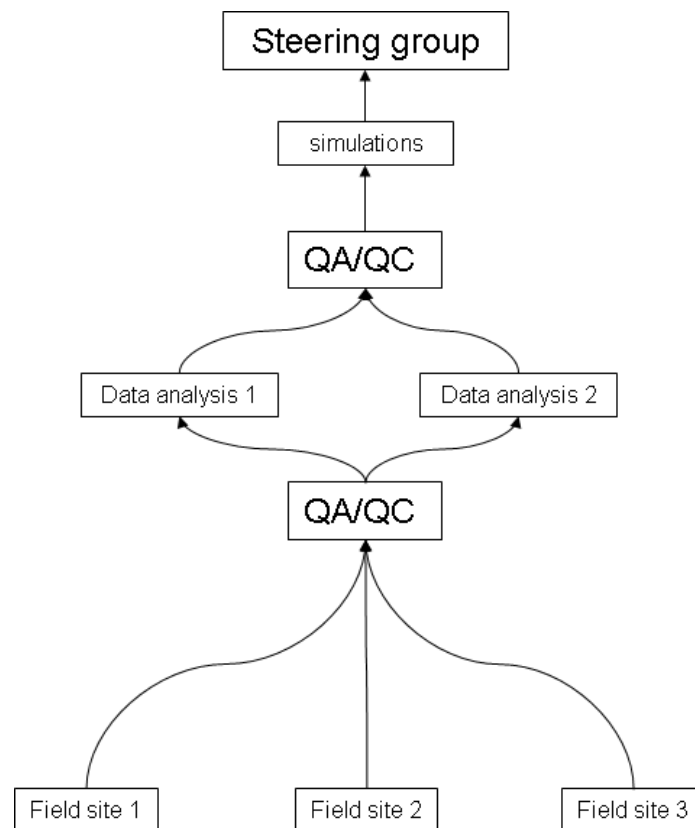 Steering group
simulations
QA/QC
Data analysis 1
Data analysis 2
QA/QC
Field site 1
Field site 2
Field site 3